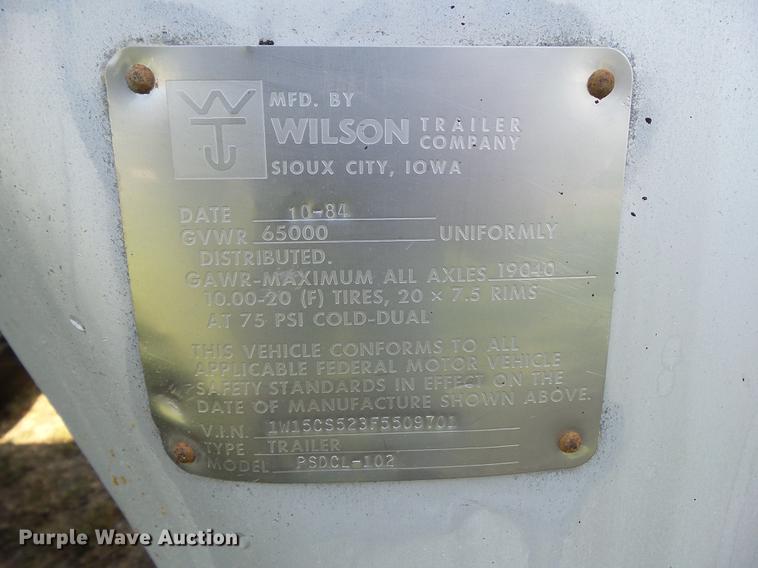 MFD. BY
WILSON TRAILER COMPANY
SIOUX CITY, IOWA
DATE 10-84
GVWR 65000 UNIFORMLY
DISTRIBUTED.
GAWR-MAXIMUM ALL AXLES 19040
10.00-20 (F) TIRES, 20 × 7.5 RIMS
AT 75 PSI COLD-DUAL
THIS VEHICLE CONFORMS TO ALL
APPLICABLE FEDERAL MOTOR VEHICLE
SAFETY STANDARDS IN EFFECT ON THE
DATE OF MANUFACTURE SHOWN ABOVE.
V.I.N. 1W15CS523F5509701
TYPE TRAILER
MODEL PSDCL-102
Purple Wave Auction